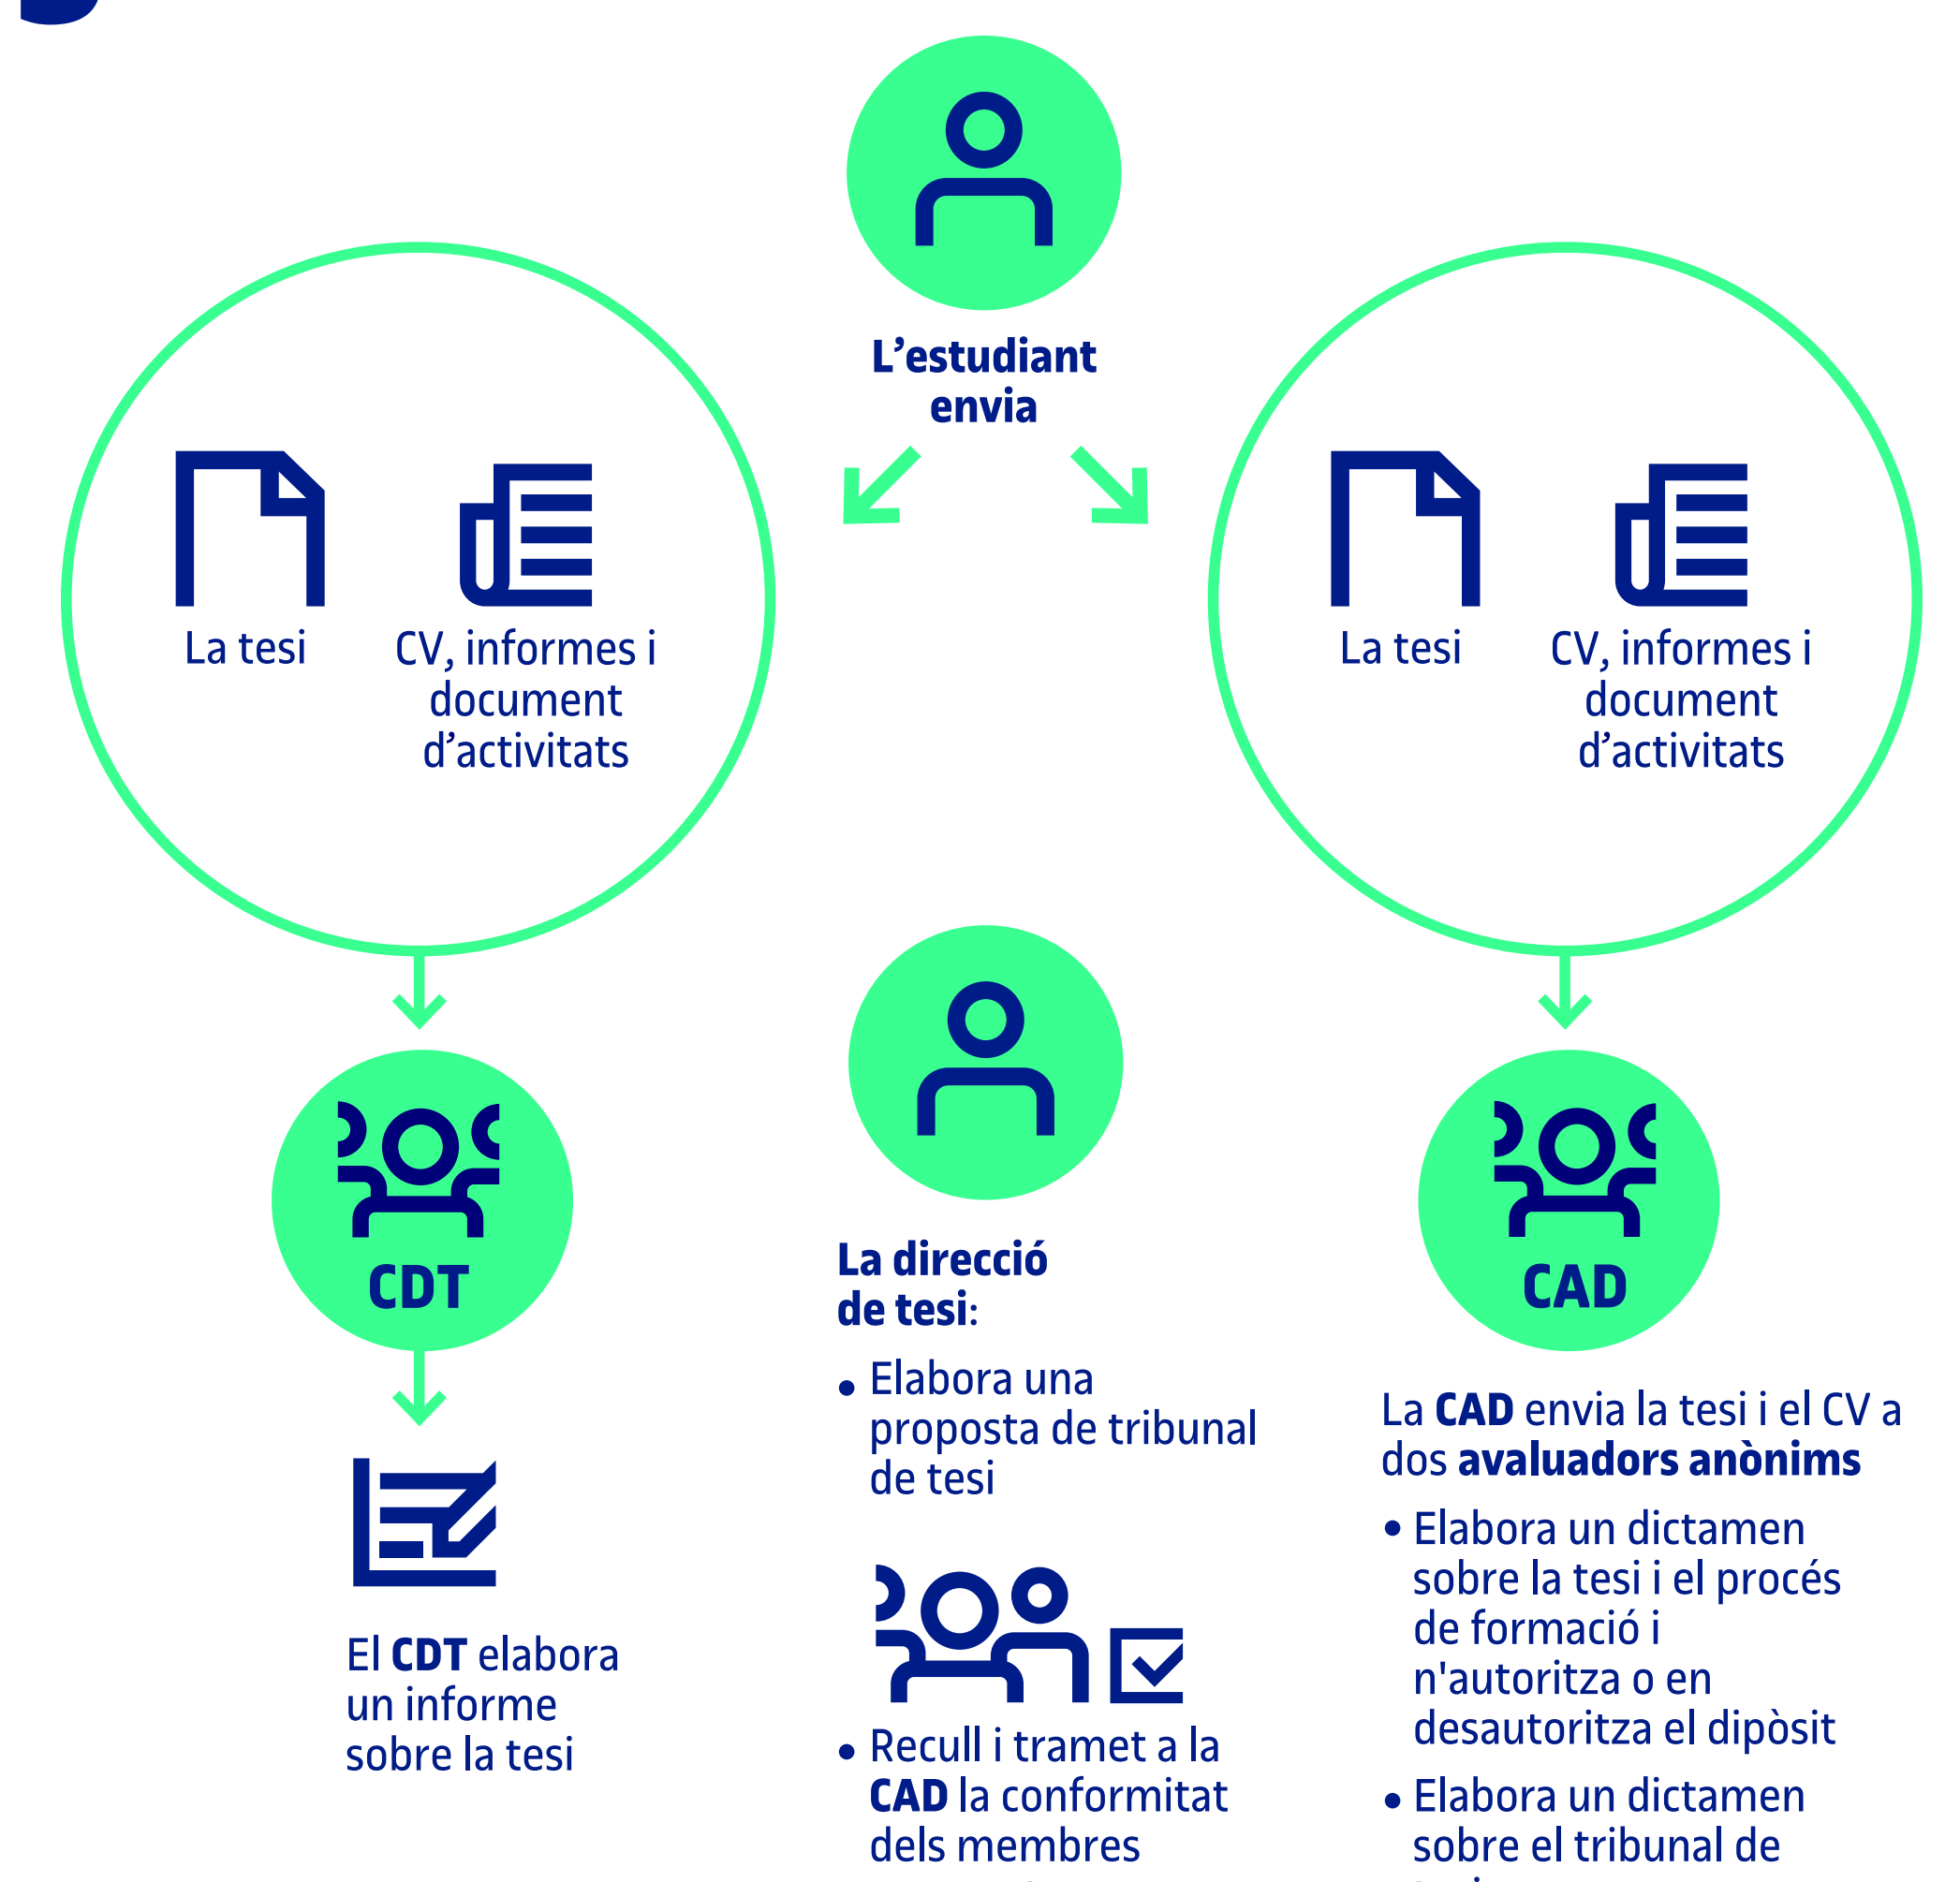 L’estudiant
envia
La tesi
CV, informes i
document
d’activitats
La tesi
CV, informes i
document
d’activitats
CDT
El CDT elabora
un informe
sobre la tesi
La direcció
de tesi:
• Elabora una
proposta de tribunal
de tesi
• Recull i tramet a la
CAD la conformitat
dels membres
CAD
La CAD envia la tesi i el CV a
dos avaluadors anònims
• Elabora un dictamen
sobre la tesi i el procés
de formació i
n'autoritza o en
desautoritza el dipòsit
• Elabora un dictamen
sobre el tribunal de